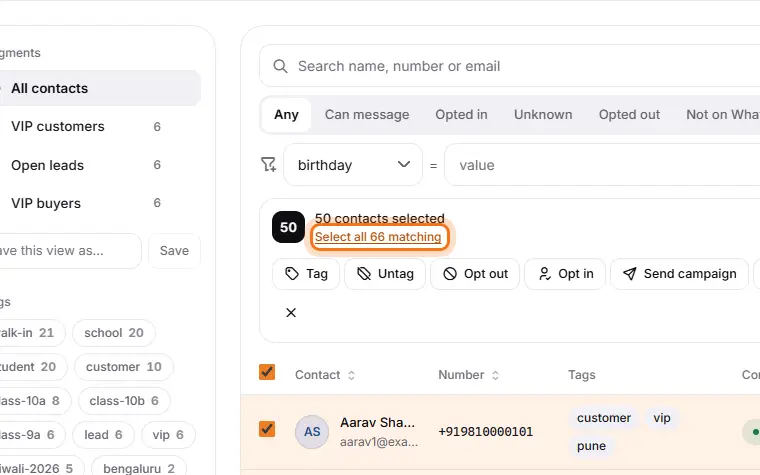 gments
All contacts
VIP customers 6
Open leads 6
VIP buyers 6
ave this view as... Save
gs
alk-in 21 school 20
tudent 20 customer 10
lass-10a 8 class-10b 6
lass-9a 6 lead 6 vip 6
iwali-2026 5 bengaluru 2
Search name, number or email
Any Can message Opted in Unknown Opted out Not on Wha
birthday = value
50 50 contacts selected
Select all 66 matching
Tag Untag Opt out Opt in Send campaign
Contact Number Tags Co
AS Aarav Sha... +919810000101 customer vip
aarav1@exa... pune